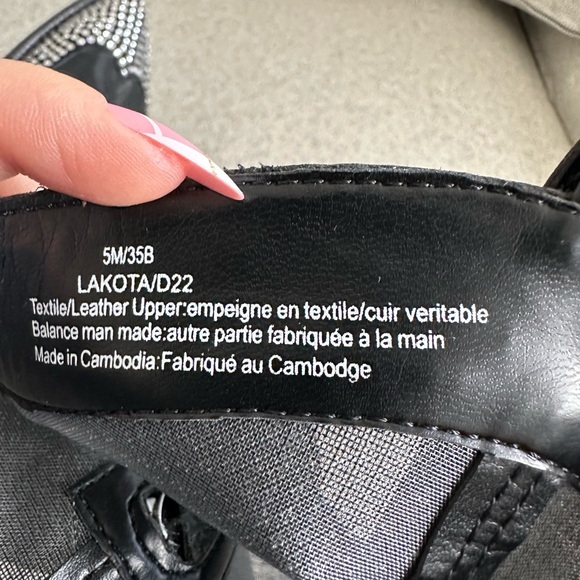 5M/35B
LAKOTA/D22
Textile/Leather Upper:empeigne en textile/cuir veritable
Balance man made:autre partie fabriquée à la main
Made in Cambodia:Fabriqué au Cambodge